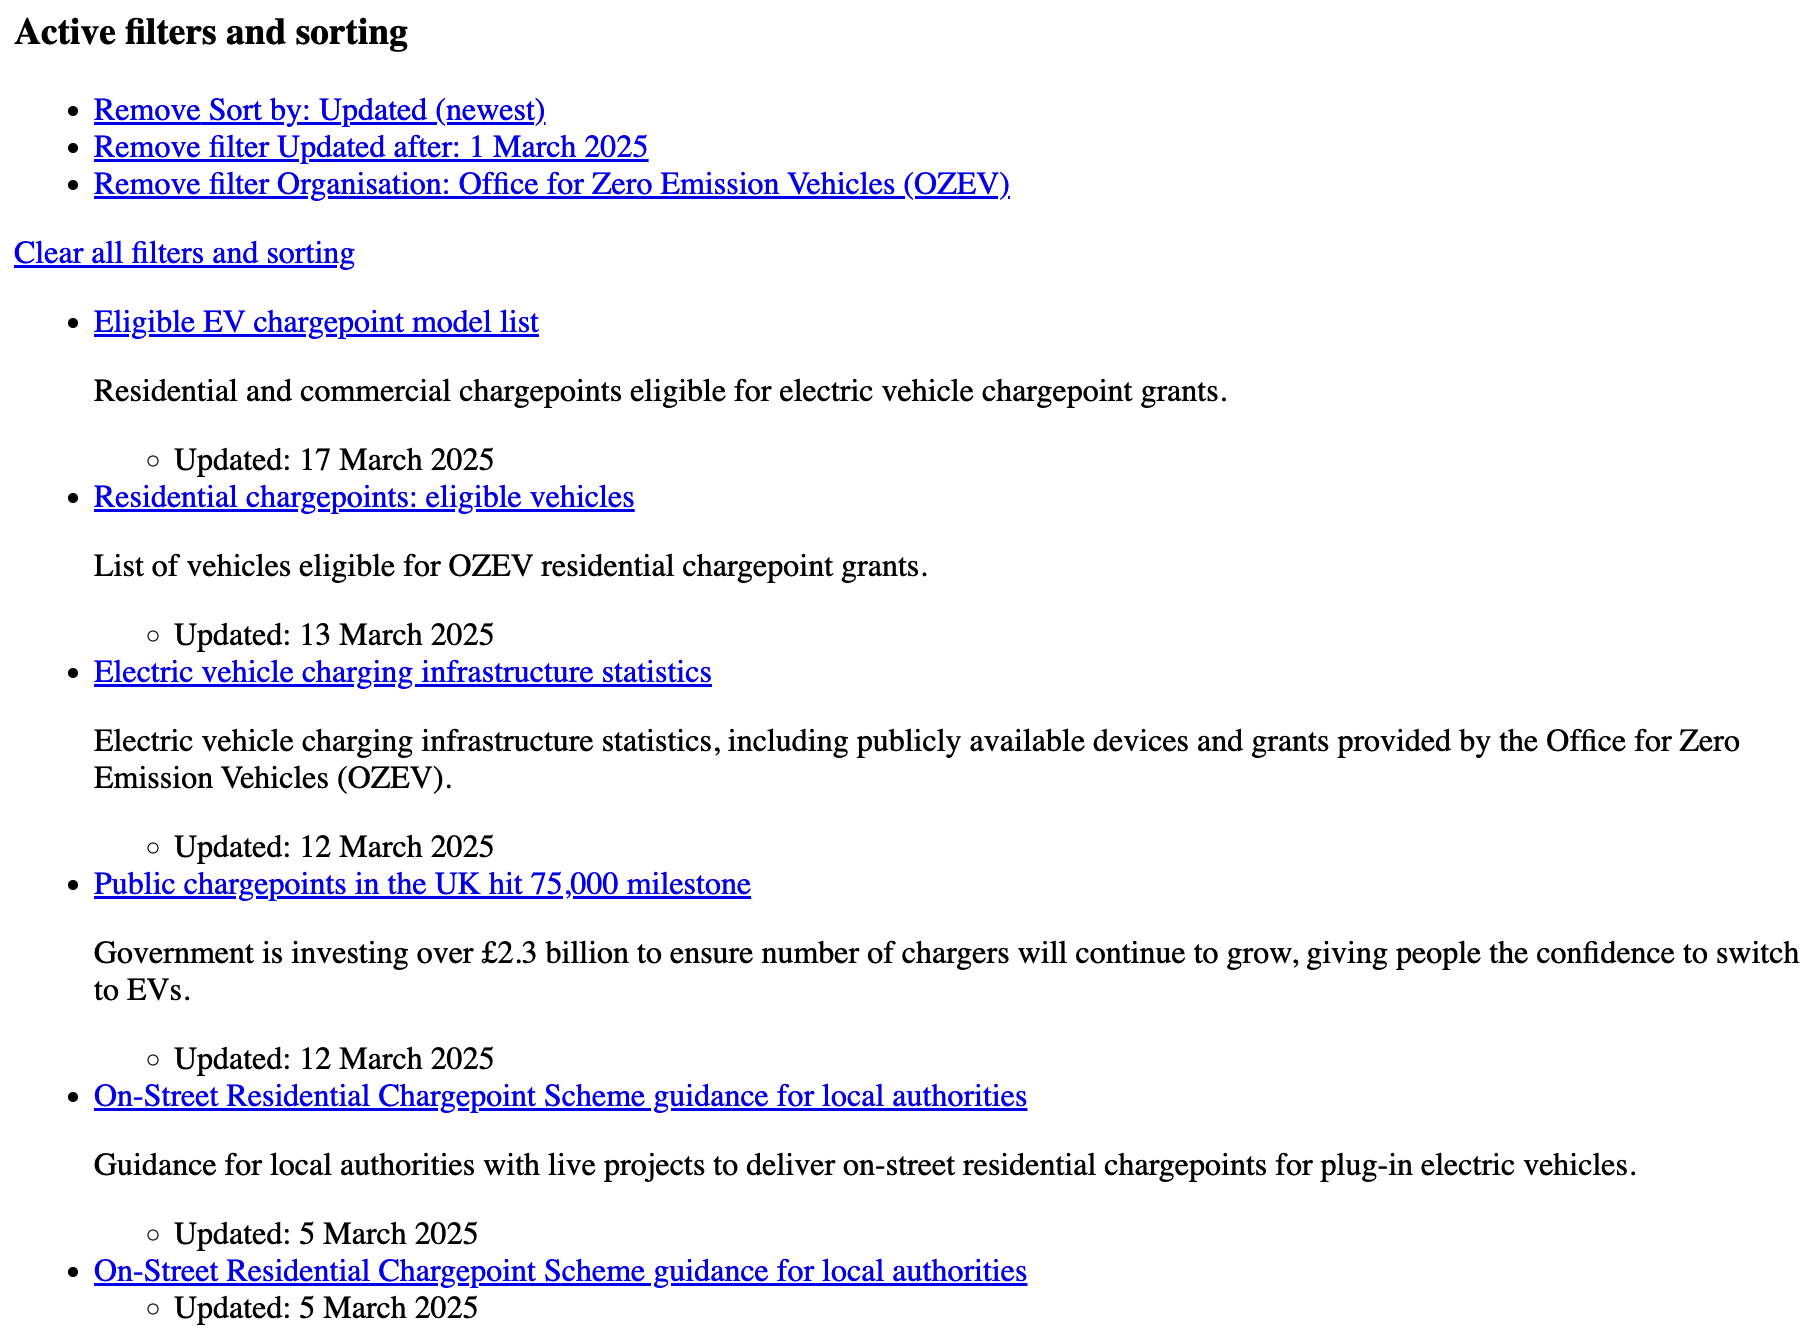 Active filters and sorting
Remove Sort by: Updated (newest)
Remove filter Updated after: 1 March 2025
Remove filter Organisation: Office for Zero Emission Vehicles (OZEV)
Clear all filters and sorting
Eligible EV chargepoint model list
Residential and commercial chargepoints eligible for electric vehicle chargepoint grants.
Updated: 17 March 2025
Residential chargepoints: eligible vehicles
List of vehicles eligible for OZEV residential chargepoint grants.
Updated: 13 March 2025
Electric vehicle charging infrastructure statistics
Electric vehicle charging infrastructure statistics, including publicly available devices and grants provided by the Office for Zero
Emission Vehicles (OZEV).
Updated: 12 March 2025
Public chargepoints in the UK hit 75,000 milestone
Government is investing over £2.3 billion to ensure number of chargers will continue to grow, giving people the confidence to switch
to EVs.
Updated: 12 March 2025
On-Street Residential Chargepoint Scheme guidance for local authorities
Guidance for local authorities with live projects to deliver on-street residential chargepoints for plug-in electric vehicles.
Updated: 5 March 2025
On-Street Residential Chargepoint Scheme guidance for local authorities
Updated: 5 March 2025